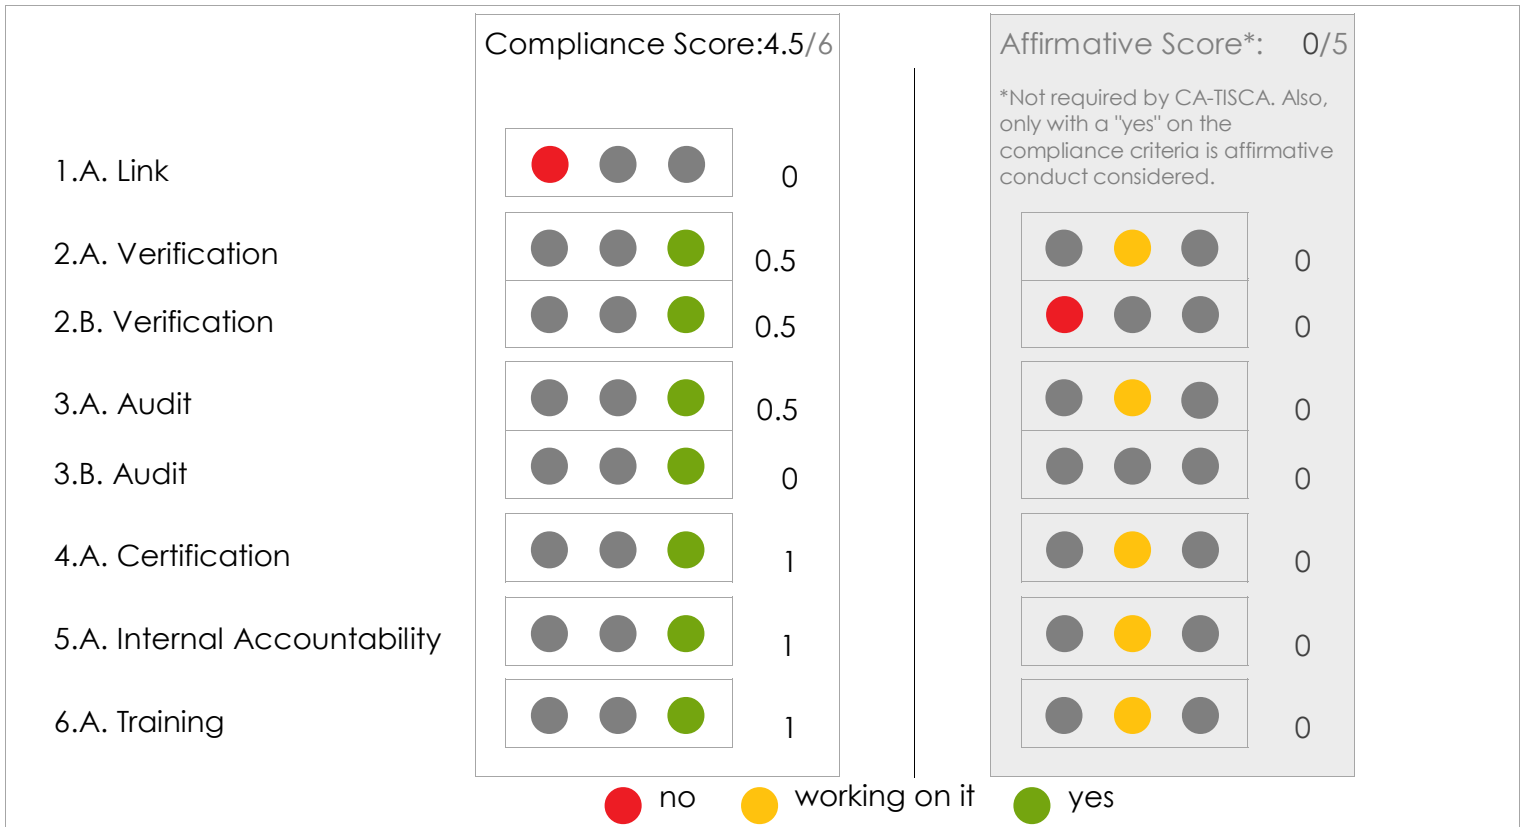 Compliance Score:4.5/6
Affirmative Score*: 0/5
*Not required by CA-TISCA. Also,
only with a "yes" on the
compliance criteria is affirmative
conduct considered.
1.A. Link 0
2.A. Verification 0.5 0
2.B. Verification 0.5 0
3.A. Audit 0.5 0
3.B. Audit 0 0
4.A. Certification 1 0
5.A. Internal Accountability 1 0
6.A. Training 1 0
no working on it yes